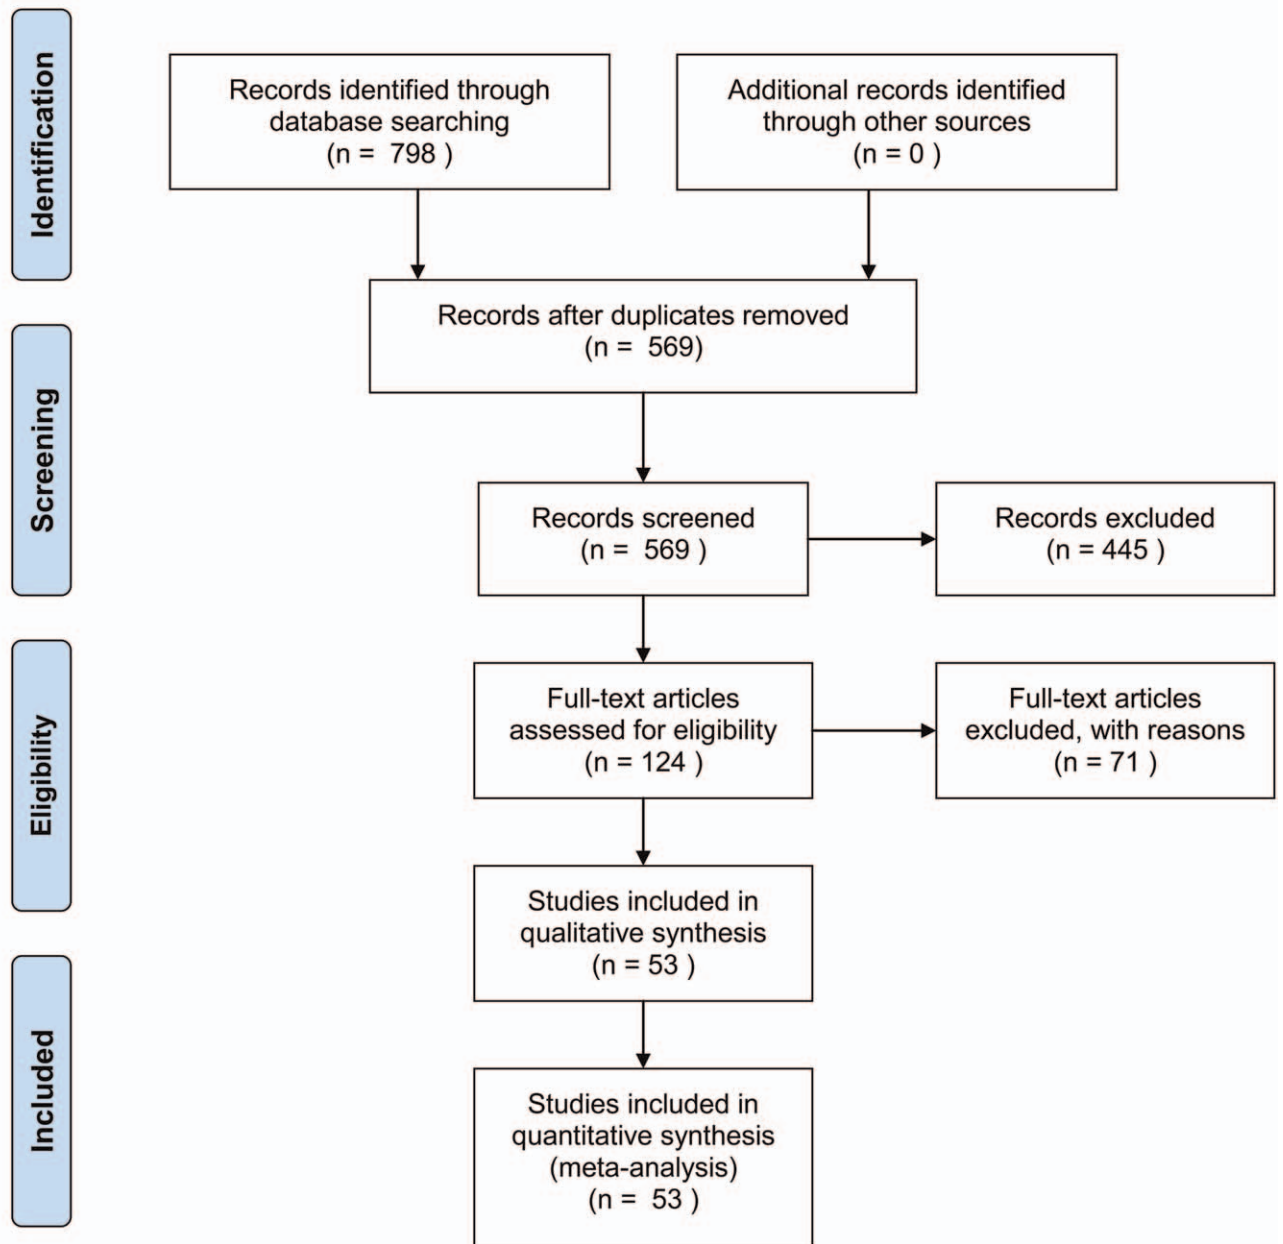 Identification
Records identified through
database searching
(n = 798 )
Additional records identified
through other sources
(n = 0 )
Records after duplicates removed
(n = 569)
Screening
Records screened
(n = 569 )
Records excluded
(n = 445 )
Eligibility
Full-text articles
assessed for eligibility
(n = 124 )
Full-text articles
excluded, with reasons
(n = 71 )
Studies included in
qualitative synthesis
(n = 53 )
Included
Studies included in
quantitative synthesis
(meta-analysis)
(n = 53 )